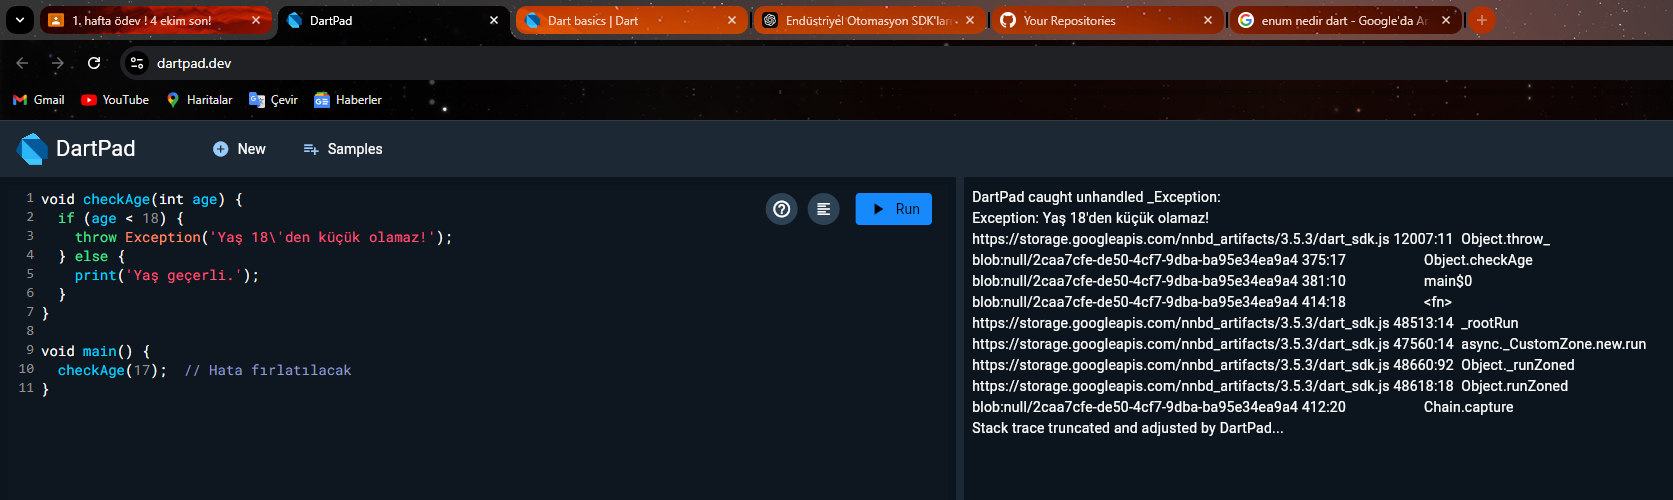 1. hafta ödev ! 4 ekim son!
DartPad
Dart basics | Dart
Endüstriyel Otomasyon SDK'ları
Your Repositories
enum nedir dart - Google'da Ar
dartpad.dev
Gmail
YouTube
Haritalar
Çevir
Haberler
DartPad
New
Samples
Run
1 void checkAge(int age) {
2 if (age < 18) {
3 throw Exception('Yaş 18\'den küçük olamaz!');
4 } else {
5 print('Yaş geçerli.');
6 }
7 }
8
9 void main() {
10 checkAge(17); // Hata fırlatılacak
11 }
DartPad caught unhandled _Exception:
Exception: Yaş 18'den küçük olamaz!
https://storage.googleapis.com/nnbd_artifacts/3.5.3/dart_sdk.js 12007:11 Object.throw_
blob:null/2caa7cfe-de50-4cf7-9dba-ba95e34ea9a4 375:17 Object.checkAge
blob:null/2caa7cfe-de50-4cf7-9dba-ba95e34ea9a4 381:10 main$0
blob:null/2caa7cfe-de50-4cf7-9dba-ba95e34ea9a4 414:18 <fn>
https://storage.googleapis.com/nnbd_artifacts/3.5.3/dart_sdk.js 48513:14 _rootRun
https://storage.googleapis.com/nnbd_artifacts/3.5.3/dart_sdk.js 47560:14 async._CustomZone.new.run
https://storage.googleapis.com/nnbd_artifacts/3.5.3/dart_sdk.js 48660:92 Object._runZoned
https://storage.googleapis.com/nnbd_artifacts/3.5.3/dart_sdk.js 48618:18 Object.runZoned
blob:null/2caa7cfe-de50-4cf7-9dba-ba95e34ea9a4 412:20 Chain.capture
Stack trace truncated and adjusted by DartPad...